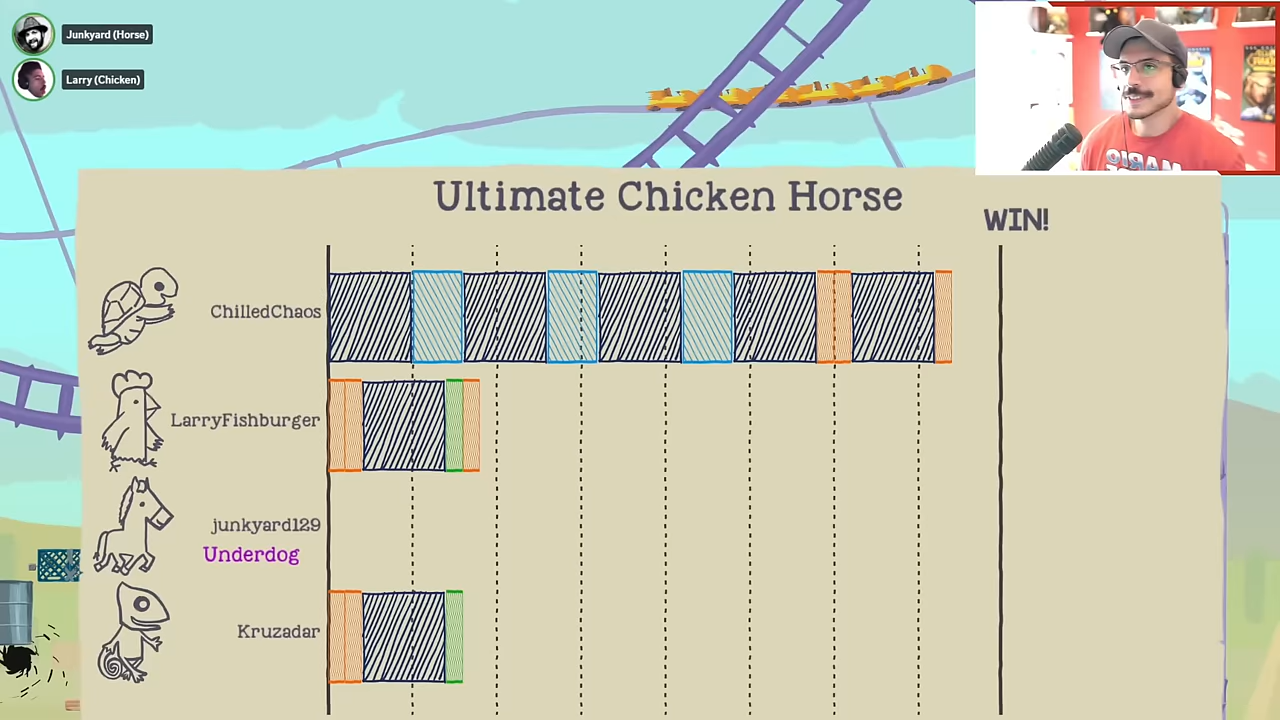 Junkyard (Horse)
Larry (Chicken)
Ultimate Chicken Horse
WIN!
ChilledChaos
LarryFishburger
junkyard129
Underdog
Kruzadar